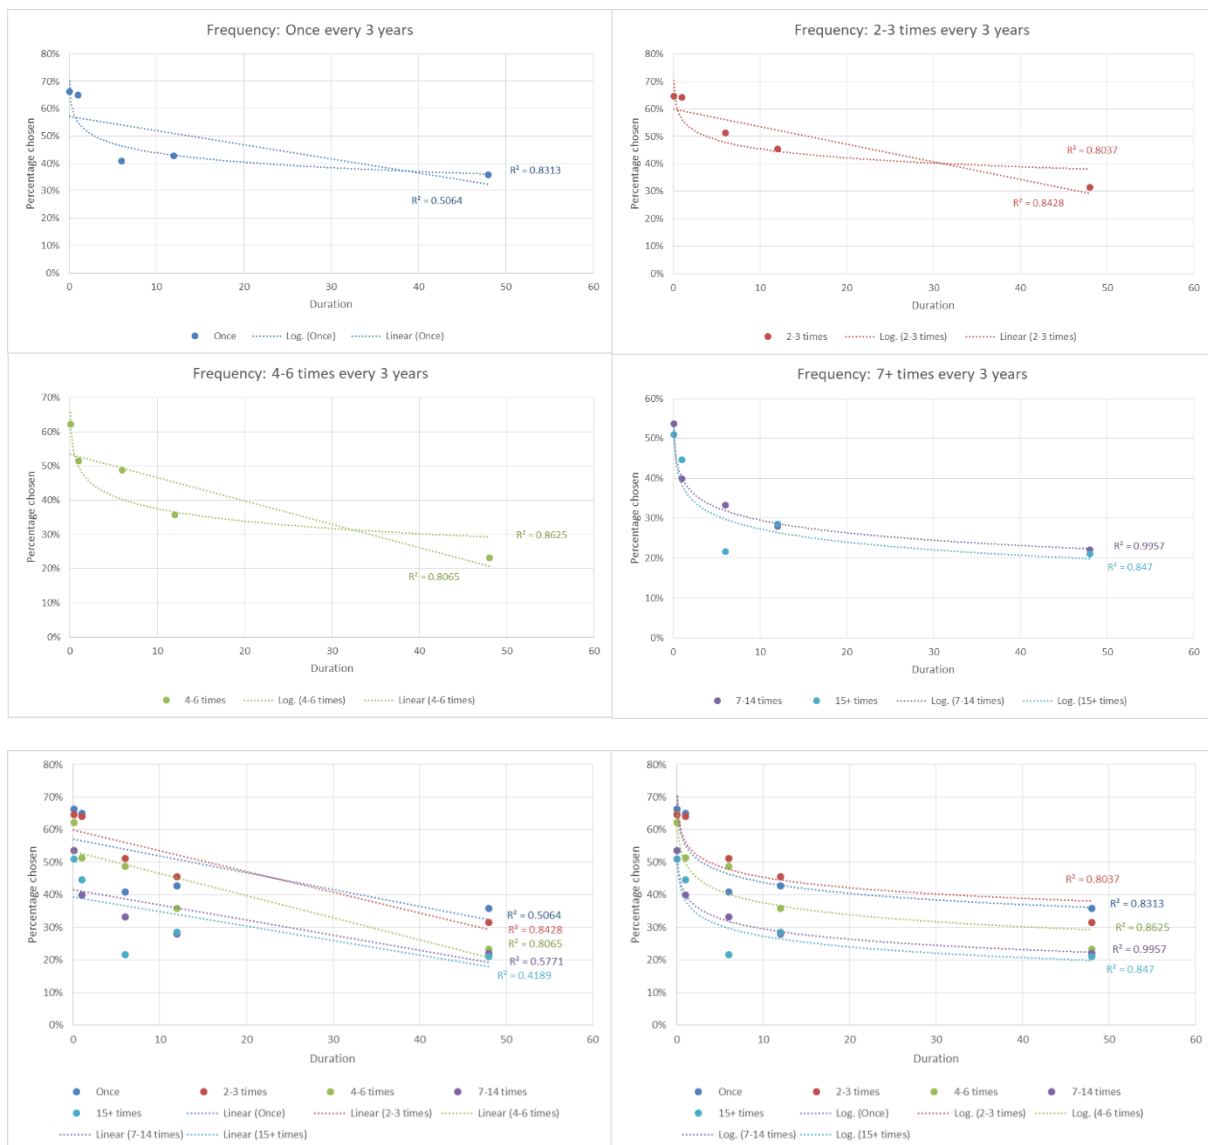 Frequency: Once every 3 years
80%
70%
60%
50%
40%
30%
20%
10%
0%
Percentage chosen
R² = 0.8313
R² = 0.5064
0 10 20 30 40 50 60
Duration
Once Log. (Once) Linear (Once)
Frequency: 2-3 times every 3 years
80%
70%
60%
50%
40%
30%
20%
10%
0%
Percentage chosen
R² = 0.8037
R² = 0.8428
0 10 20 30 40 50 60
Duration
2-3 times Log. (2-3 times) Linear (2-3 times)
Frequency: 4-6 times every 3 years
70%
60%
50%
40%
30%
20%
10%
0%
Percentage chosen
R² = 0.8625
R² = 0.8065
0 10 20 30 40 50 60
Duration
4-6 times Log. (4-6 times) Linear (4-6 times)
Frequency: 7+ times every 3 years
60%
50%
40%
30%
20%
10%
0%
Percentage chosen
R² = 0.9957
R² = 0.847
0 10 20 30 40 50 60
Duration
7-14 times 15+ times Log. (7-14 times) Log. (15+ times)
80%
70%
60%
50%
40%
30%
20%
10%
0%
Percentage chosen
R² = 0.5064
R² = 0.8428
R² = 0.8065
R² = 0.5771
R² = 0.4189
0 10 20 30 40 50 60
Duration
Once 2-3 times 4-6 times 7-14 times
15+ times Linear (Once) Linear (2-3 times) Linear (4-6 times)
Linear (7-14 times) Linear (15+ times)
80%
70%
60%
50%
40%
30%
20%
10%
0%
Percentage chosen
R² = 0.8037
R² = 0.8313
R² = 0.8625
R² = 0.9957
R² = 0.847
0 10 20 30 40 50 60
Duration
Once 2-3 times 4-6 times 7-14 times
15+ times Log. (Once) Log. (2-3 times) Log. (4-6 times)
Log. (7-14 times) Log. (15+ times)